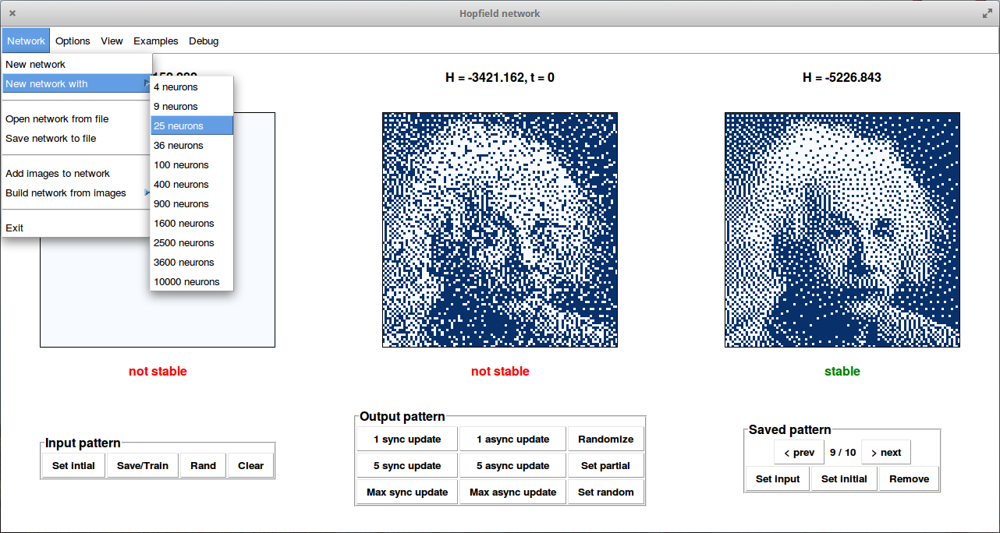 Hopfield network
Network Options View Examples Debug
New network
New network with
Open network from file
Save network to file
Add images to network
Build network from images
Exit
4 neurons
9 neurons
25 neurons
36 neurons
100 neurons
400 neurons
900 neurons
1600 neurons
2500 neurons
3600 neurons
10000 neurons
H = -3421.162, t = 0
H = -5226.843
not stable
not stable
stable
Input pattern
Set intial Save/Train Rand Clear
Output pattern
1 sync update 1 async update Randomize
5 sync update 5 async update Set partial
Max sync update Max async update Set random
Saved pattern
< prev 9 / 10 > next
Set input Set initial Remove